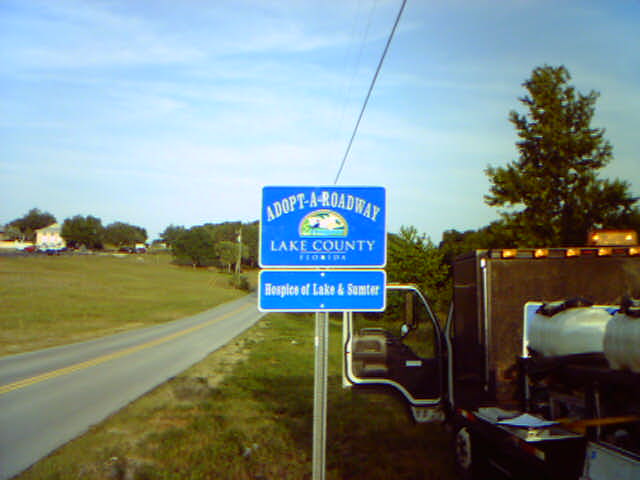 ADOPT-A-ROADWAY
LAKE COUNTY
FLORIDA
Hospice of Lake & Sumter